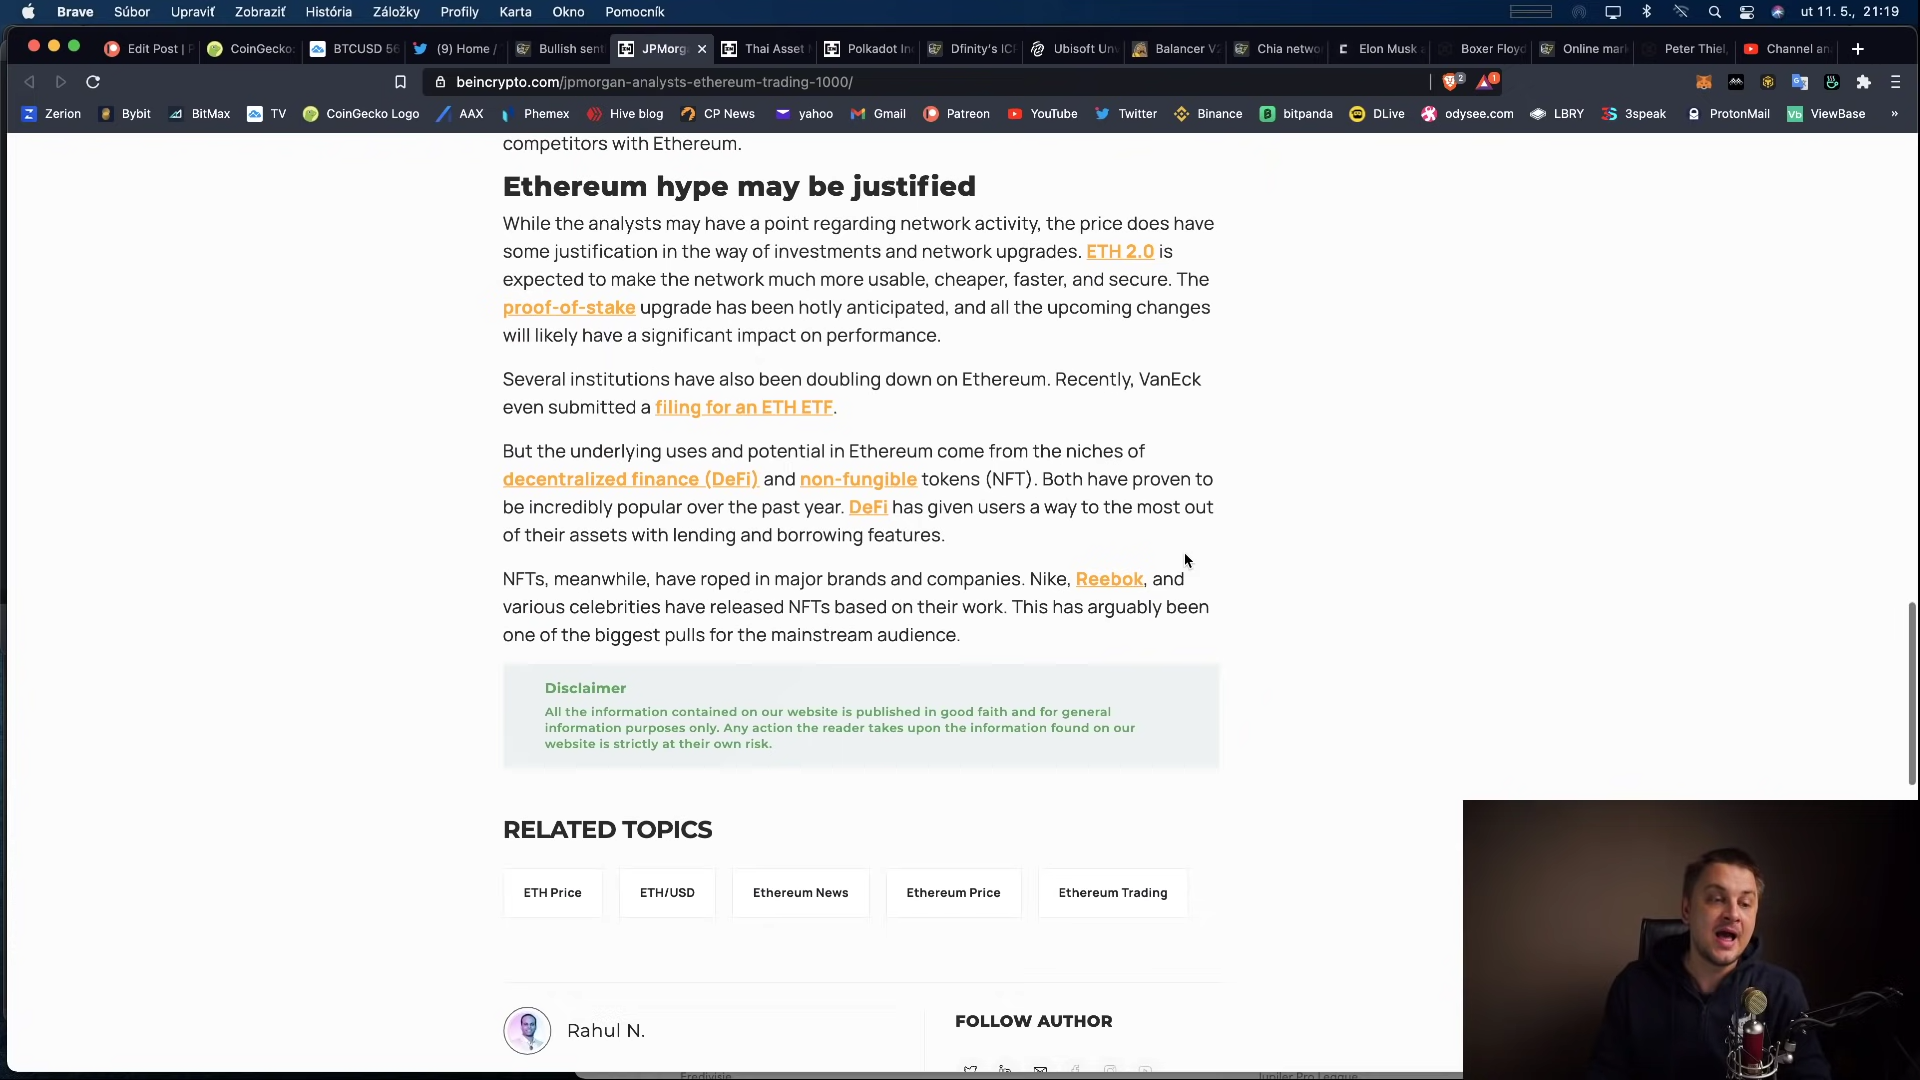 Brave Súbor Upraviť Zobraziť História Záložky Profily Karta Okno Pomocník ut 11. 5., 21:19
Edit Post | P CoinGecko: BTCUSD 56 (9) Home / Bullish sent JPMorga Thai Asset Polkadot In Dfinity's ICP Ubisoft Un Balancer V2 Chia netwo Elon Musk a Boxer Floyd Online mar Peter Thiel, Channel an
beincrypto.com/jpmorgan-analysts-ethereum-trading-1000/ 2 1
Zerion Bybit BitMax TV CoinGecko Logo AAX Phemex Hive blog CP News yahoo Gmail Patreon YouTube Twitter Binance bitpanda DLive odysee.com LBRY 3speak ProtonMail ViewBase »
competitors with Ethereum.
Ethereum hype may be justified
While the analysts may have a point regarding network activity, the price does have
some justification in the way of investments and network upgrades. ETH 2.0 is
expected to make the network much more usable, cheaper, faster, and secure. The
proof-of-stake upgrade has been hotly anticipated, and all the upcoming changes
will likely have a significant impact on performance.
Several institutions have also been doubling down on Ethereum. Recently, VanEck
even submitted a filing for an ETH ETF.
But the underlying uses and potential in Ethereum come from the niches of
decentralized finance (DeFi) and non-fungible tokens (NFT). Both have proven to
be incredibly popular over the past year. DeFi has given users a way to the most out
of their assets with lending and borrowing features.
NFTs, meanwhile, have roped in major brands and companies. Nike, Reebok, and
various celebrities have released NFTs based on their work. This has arguably been
one of the biggest pulls for the mainstream audience.
Disclaimer
All the information contained on our website is published in good faith and for general
information purposes only. Any action the reader takes upon the information found on our
website is strictly at their own risk.
RELATED TOPICS
ETH Price ETH/USD Ethereum News Ethereum Price Ethereum Trading
Rahul N.
FOLLOW AUTHOR